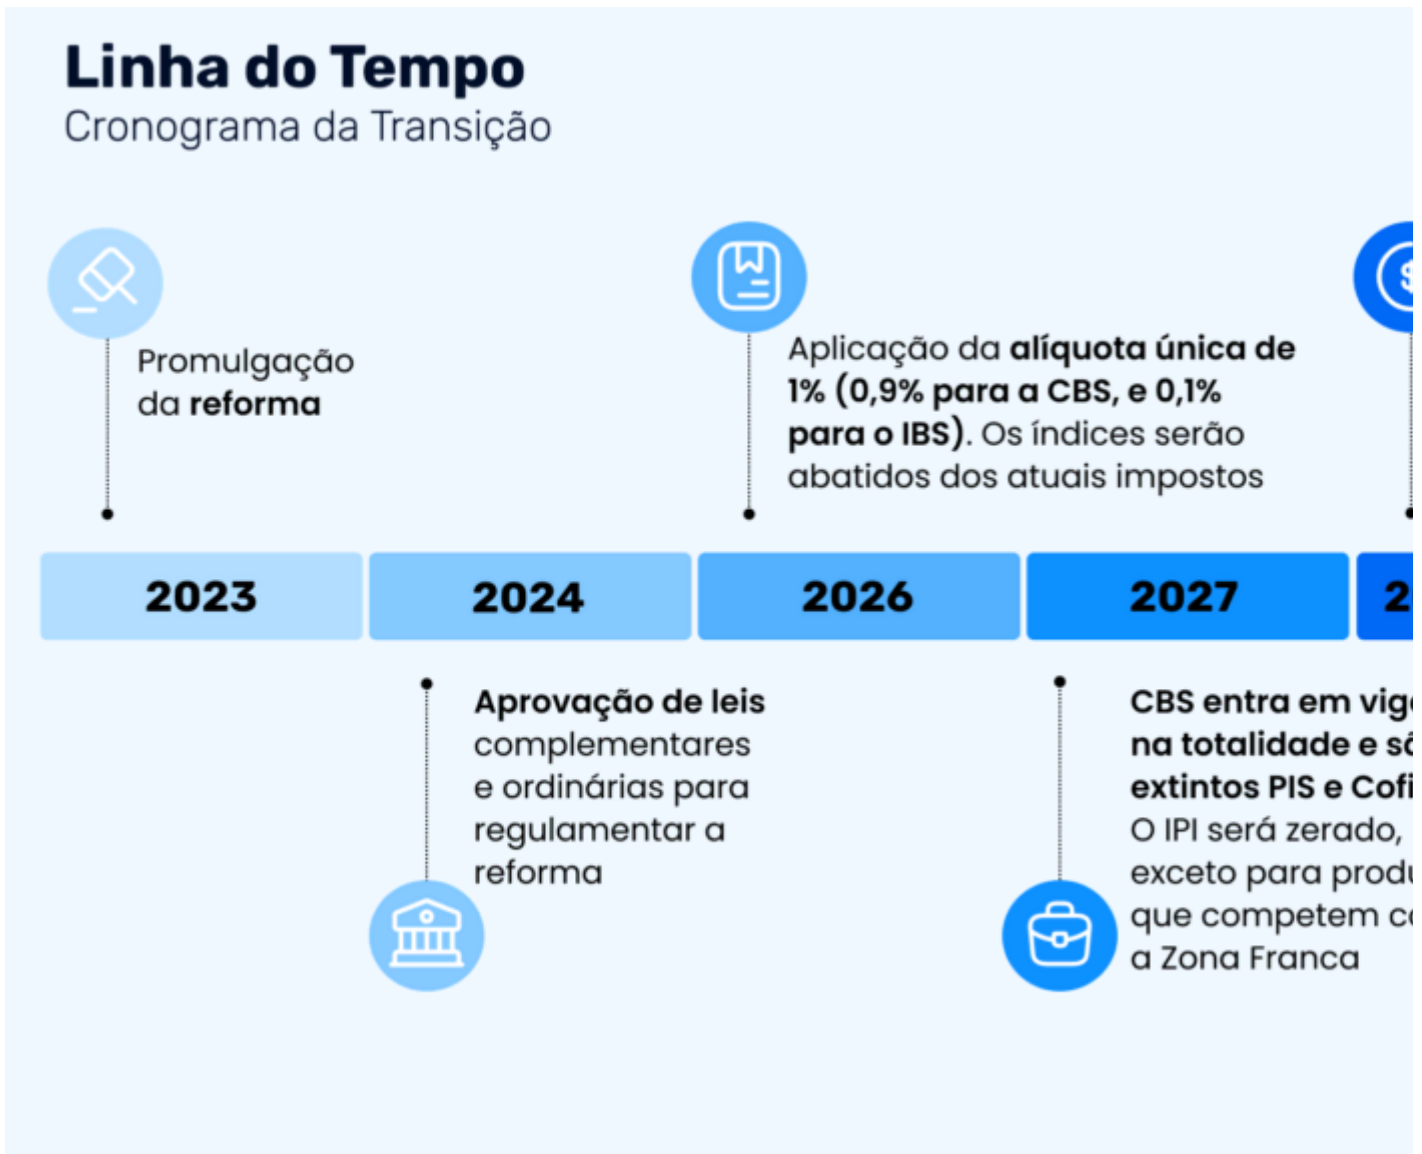 Linha do Tempo
Cronograma da Transição
Promulgação
da reforma
Aplicação da alíquota única de
1% (0,9% para a CBS, e 0,1%
para o IBS). Os índices serão
abatidos dos atuais impostos
2023
2024
2026
2027
Aprovação de leis
complementares
e ordinárias para
regulamentar a
reforma
CBS entra em
na totalidade e
extintos PIS e
O IPI será zerado,
exceto para
que competem
a Zona Franca